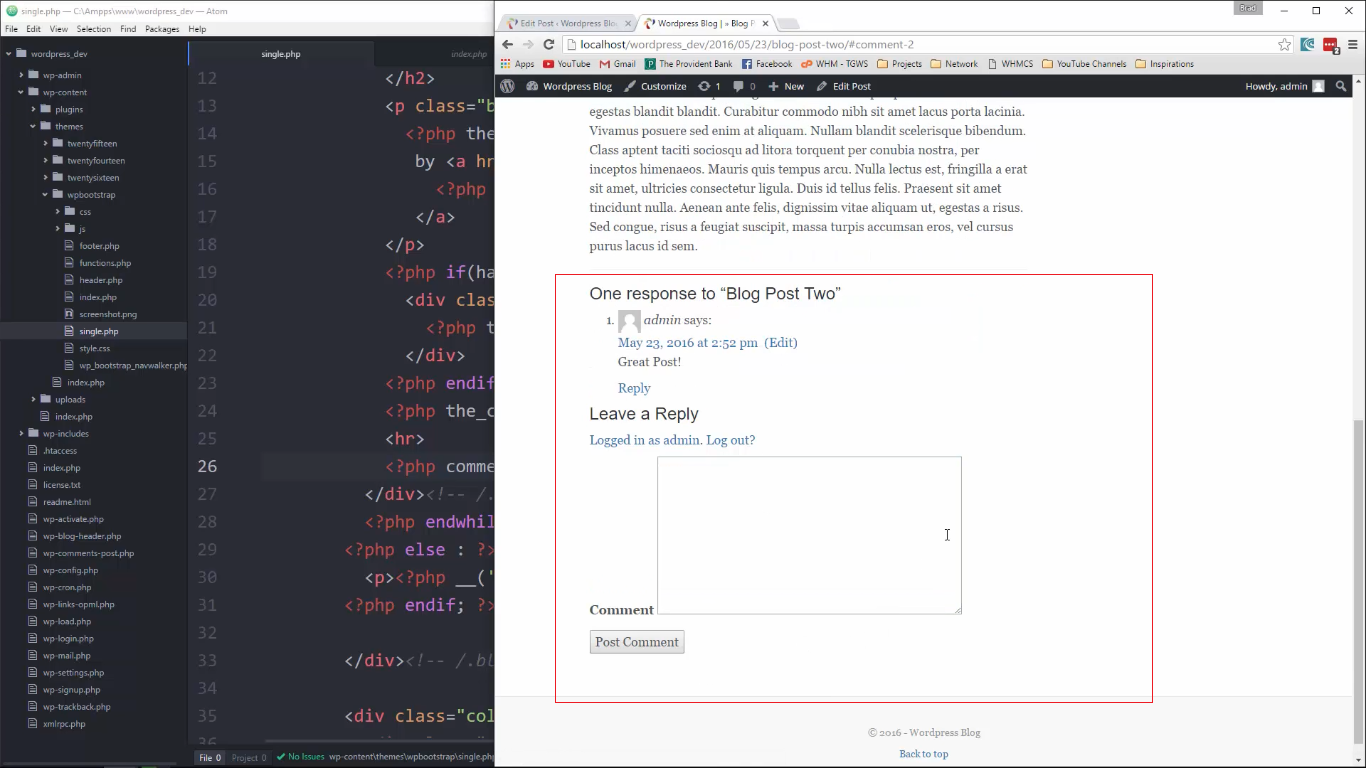 single.php - C:\Ampps\www\wordpress_dev - Atom
File Edit View Selection Find Packages Help
wordpress_dev
wp-admin
wp-content
plugins
themes
twentyfifteen
twentyfourteen
twentysixteen
wpbootstrap
css
js
footer.php
functions.php
header.php
index.php
screenshot.png
single.php
style.css
wp_bootstrap_navwalker.php
index.php
uploads
index.php
wp-includes
.htaccess
index.php
license.txt
readme.html
wp-activate.php
wp-blog-header.php
wp-comments-post.php
wp-config.php
wp-cron.php
wp-links-opml.php
wp-load.php
wp-login.php
wp-mail.php
wp-settings.php
wp-signup.php
wp-trackback.php
xmlrpc.php
single.php index.php
12 </h2>
13 <p class="b
14 <?php the
15 by <a hr
16 <?php
17 </a>
18 </p>
19 <?php if(ha
20 <div clas
21 <?php t
22 </div>
23 <?php endif
24 <?php the_c
25 <hr>
26 <?php comme
27 </div><!-- /.
28 <?php endwhil
29 <?php else : ?>
30 <p><?php __('
31 <?php endif; ?>
32
33 </div><!-- /.bl
34
35 <div class="col
36
File 0 Project 0 No Issues wp-content\themes\wpbootstrap\single.php
Brad
Edit Post ‹ Wordpress Blo Wordpress Blog | » Blog P
localhost/wordpress_dev/2016/05/23/blog-post-two/#comment-2
2
Apps YouTube Gmail The Provident Bank Facebook WHM - TGWS Projects Network WHMCS YouTube Channels Inspirations
Wordpress Blog Customize 1 0 New Edit Post Howdy, admin
egestas blandit blandit. Curabitur commodo nibh sit amet lacus porta lacinia.
Vivamus posuere sed enim at aliquam. Nullam blandit scelerisque bibendum.
Class aptent taciti sociosqu ad litora torquent per conubia nostra, per
inceptos himenaeos. Mauris quis tempus arcu. Nulla lectus est, fringilla a erat
sit amet, ultricies consectetur ligula. Duis id tellus felis. Praesent sit amet
tincidunt nulla. Aenean ante felis, dignissim vitae aliquam ut, egestas a risus.
Sed congue, risus a feugiat suscipit, massa turpis accumsan eros, vel cursus
purus lacus id sem.
One response to “Blog Post Two”
1. admin says:
May 23, 2016 at 2:52 pm (Edit)
Great Post!
Reply
Leave a Reply
Logged in as admin. Log out?
Comment
Post Comment
© 2016 - Wordpress Blog
Back to top